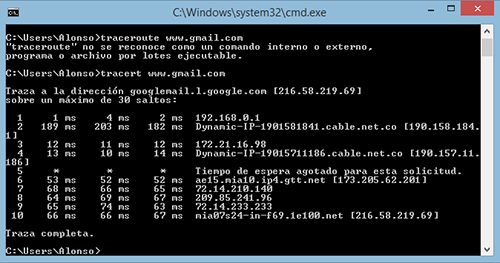 C:\Windows\system32\cmd.exe
C:\Users\Alonso>traceroute www.gmail.com
"traceroute" no se reconoce como un comando interno o externo,
programa o archivo por lotes ejecutable.
C:\Users\Alonso>tracert www.gmail.com
Traza a la dirección googlemail.l.google.com [216.58.219.69]
sobre un máximo de 30 saltos:
1 1 ms 4 ms 2 ms 192.168.0.1
2 189 ms 203 ms 182 ms Dynamic-IP-1901581841.cable.net.co [190.158.184.
1]
3 12 ms 11 ms 12 ms 172.21.16.98
4 13 ms 10 ms 14 ms Dynamic-IP-19015711186.cable.net.co [190.157.11.
186]
5 * * * Tiempo de espera agotado para esta solicitud.
6 53 ms 52 ms 52 ms ae15.mia10.ip4.gtt.net [173.205.62.201]
7 68 ms 66 ms 65 ms 72.14.210.140
8 64 ms 69 ms 67 ms 209.85.241.96
9 65 ms 74 ms 63 ms 72.14.233.233
10 66 ms 66 ms 67 ms mia07s24-in-f69.1e100.net [216.58.219.69]
Traza completa.
C:\Users\Alonso>